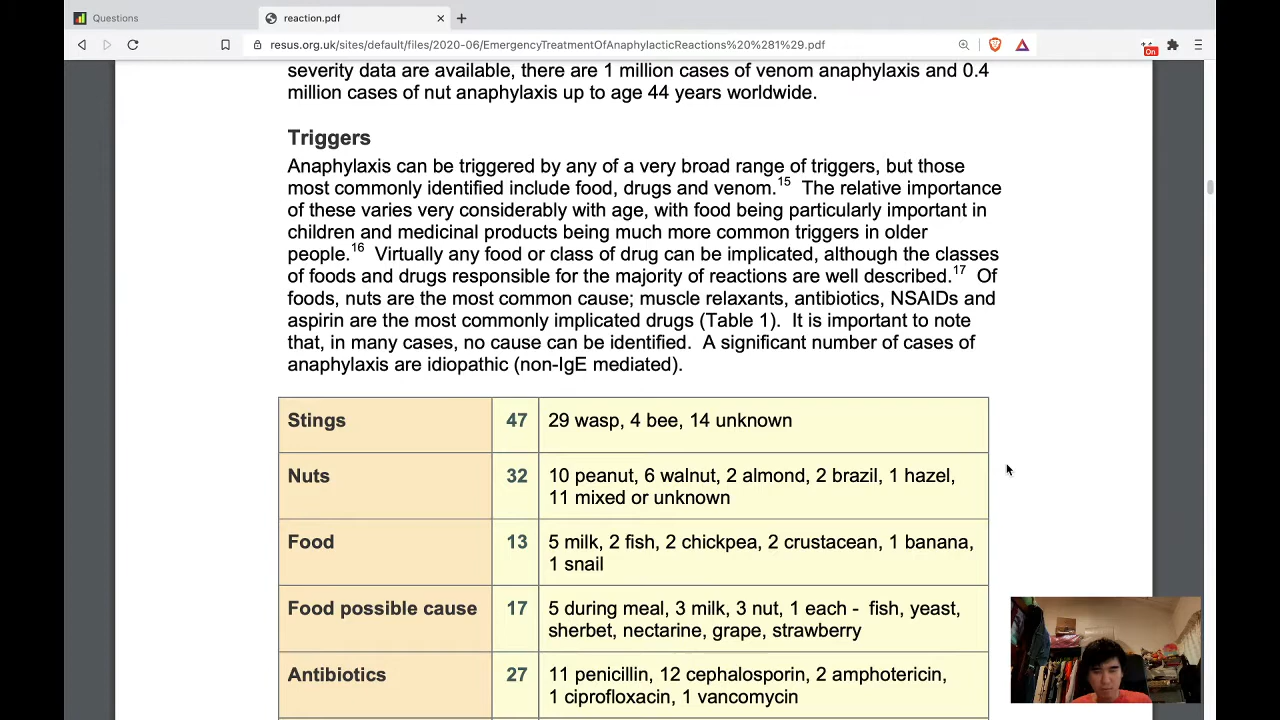 Questions
reaction.pdf
resus.org.uk/sites/default/files/2020-06/EmergencyTreatmentOfAnaphylacticReactions%20%281%29.pdf
On
severity data are available, there are 1 million cases of venom anaphylaxis and 0.4
million cases of nut anaphylaxis up to age 44 years worldwide.
Triggers
Anaphylaxis can be triggered by any of a very broad range of triggers, but those
most commonly identified include food, drugs and venom.15 The relative importance
of these varies very considerably with age, with food being particularly important in
children and medicinal products being much more common triggers in older
people.16 Virtually any food or class of drug can be implicated, although the classes
of foods and drugs responsible for the majority of reactions are well described.17 Of
foods, nuts are the most common cause; muscle relaxants, antibiotics, NSAIDs and
aspirin are the most commonly implicated drugs (Table 1). It is important to note
that, in many cases, no cause can be identified. A significant number of cases of
anaphylaxis are idiopathic (non-IgE mediated).
Stings 47 29 wasp, 4 bee, 14 unknown
Nuts 32 10 peanut, 6 walnut, 2 almond, 2 brazil, 1 hazel,
11 mixed or unknown
Food 13 5 milk, 2 fish, 2 chickpea, 2 crustacean, 1 banana,
1 snail
Food possible cause 17 5 during meal, 3 milk, 3 nut, 1 each - fish, yeast,
sherbet, nectarine, grape, strawberry
Antibiotics 27 11 penicillin, 12 cephalosporin, 2 amphotericin,
1 ciprofloxacin, 1 vancomycin